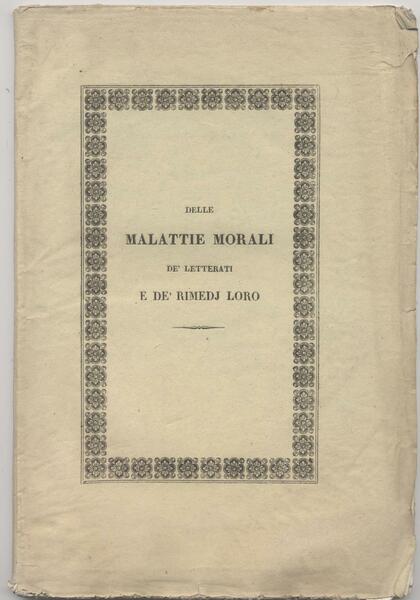 DELLE
MALATTIE MORALI
DE' LETTERATI
E DE' RIMEDJ LORO